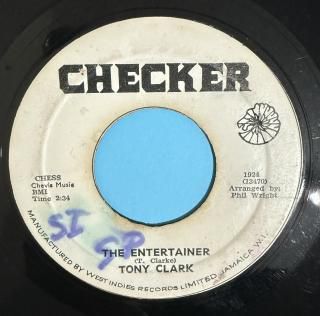 CHECKER
CHESS
Chevis Music
BMI
Time 2:34
1924
(13470)
Arranged by:
Phil Wright
SI
THE ENTERTAINER
(T. Clarke)
TONY CLARK
MANUFACTURED BY WEST INDIES RECORDS LIMITED, JAMAICA W.I.